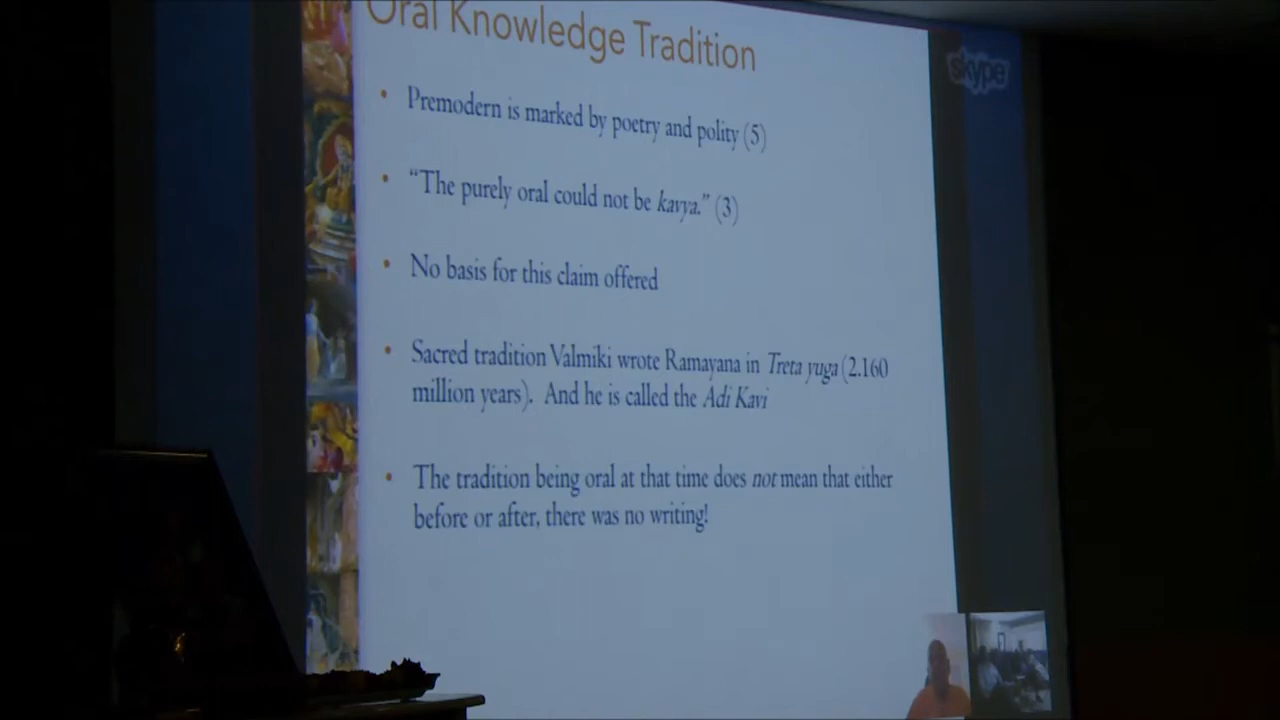 Oral Knowledge Tradition
skype
• Premodern is marked by poetry and polity (5)
• “The purely oral could not be kavya.” (3)
• No basis for this claim offered
• Sacred tradition Valmiki wrote Ramayana in Treta yuga (2.160
million years). And he is called the Adi Kavi
• The tradition being oral at that time does not mean that either
before or after, there was no writing!